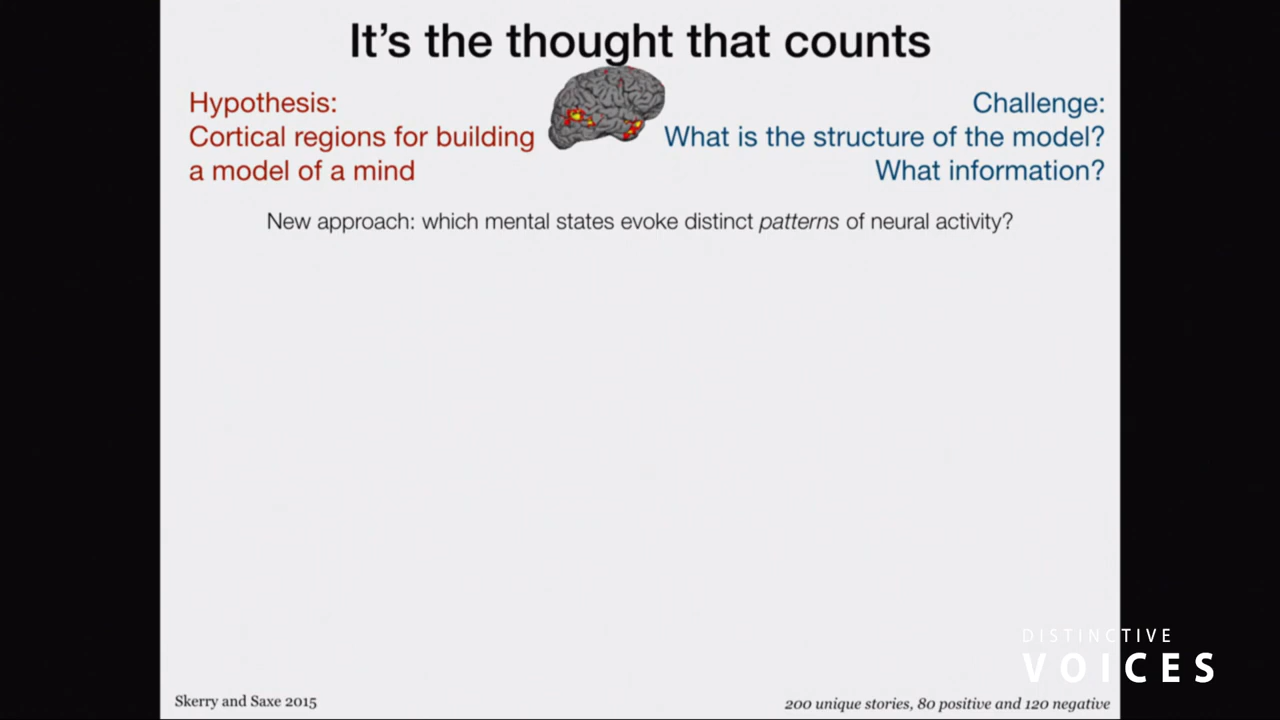 It's the thought that counts
Hypothesis:
Cortical regions for building
a model of a mind
Challenge:
What is the structure of the model?
What information?
New approach: which mental states evoke distinct patterns of neural activity?
DISTINCTIVE
VOICES
Skerry and Saxe 2015
200 unique stories, 80 positive and 120 negative